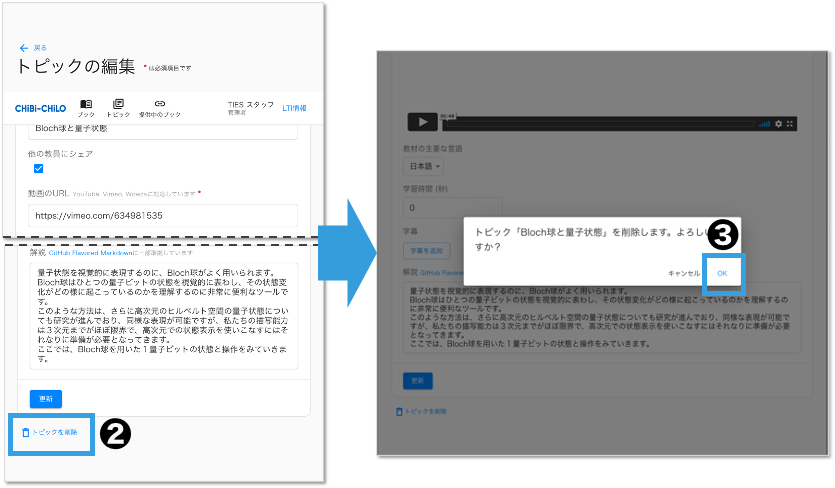 戻る
トピックの編集 *は必須項目です
CHiBi-CHiLO
ブック
トピック
提供中のブック
TIES スタッフ
管理者
LTI情報
Bloch球と量子状態
他の教員にシェア
動画のURL YouTube, Vimeo, Wowzaに対応しています *
https://vimeo.com/634981535
解説 GitHub Flavored Markdownに一部準拠しています
量子状態を視覚的に表現するのに、Bloch球がよく用いられます。
Bloch球はひとつの量子ビットの状態を視覚的に表わし、その状態変
化がどの様に起こっているのかを理解するのに非常に便利なツールで
す。
このような方法は、さらに高次元のヒルベルト空間の量子状態につい
ても研究が進んでおり、同様な表現が可能ですが、私たちの描写能力
は３次元までがほぼ限界で、高次元での状態表示を使いこなすにはそ
れなりに準備が必要となってきます。
ここでは、Bloch球を用いた１量子ビットの状態と操作をみていきま
す。
更新
トピックを削除
2
00:46
教材の主要な言語
日本語
学習時間 (秒)
0
字幕
字幕を追加
トピック「Bloch球と量子状態」を削除します。よろし
すか？
3
キャンセル
OK
解説 GitHub Flavored
量子状態を視覚的に表現するのに、Bloch球がよく用いられます。
Bloch球はひとつの量子ビットの状態を視覚的に表わし、その状態変化がどの様に起こっているのかを理解するの
に非常に便利なツールです。
このような方法は、さらに高次元のヒルベルト空間の量子状態についても研究が進んでおり、同様な表現が可能で
すが、私たちの描写能力は３次元までがほぼ限界で、高次元での状態表示を使いこなすにはそれなりに準備が必要
となってきます。
ここでは、Bloch球を用いた１量子ビットの状態と操作をみていきます。
更新
トピックを削除